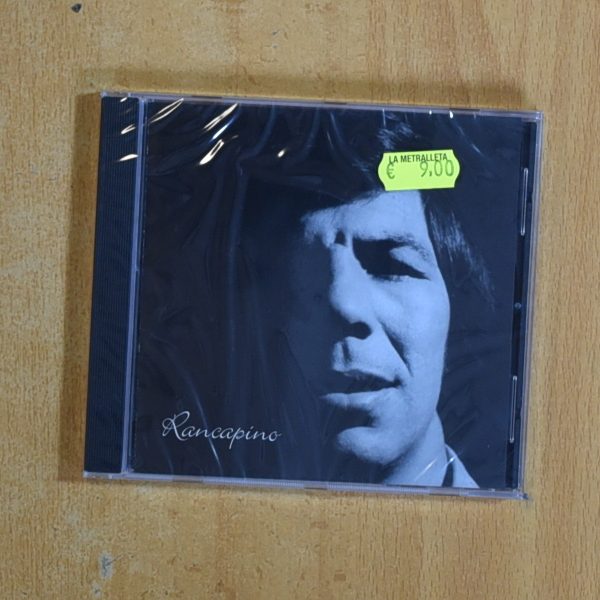 LA METRALLETA
€ 9,00
Rancapino